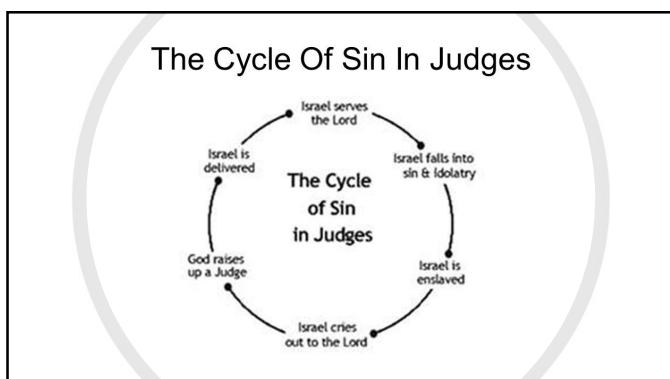 The Cycle Of Sin In Judges
Israel serves
the Lord
Israel falls into
sin & Idolatry
Israel is
enslaved
Israel cries
out to the Lord
God raises
up a Judge
Israel is
delivered
The Cycle
of Sin
in Judges